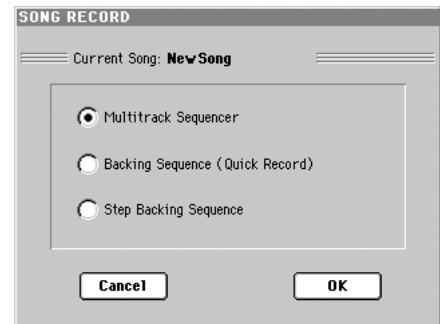 SONG RECORD
Current Song: NewSong
Multitrack Sequencer
Backing Sequence (Quick Record)
Step Backing Sequence
Cancel OK